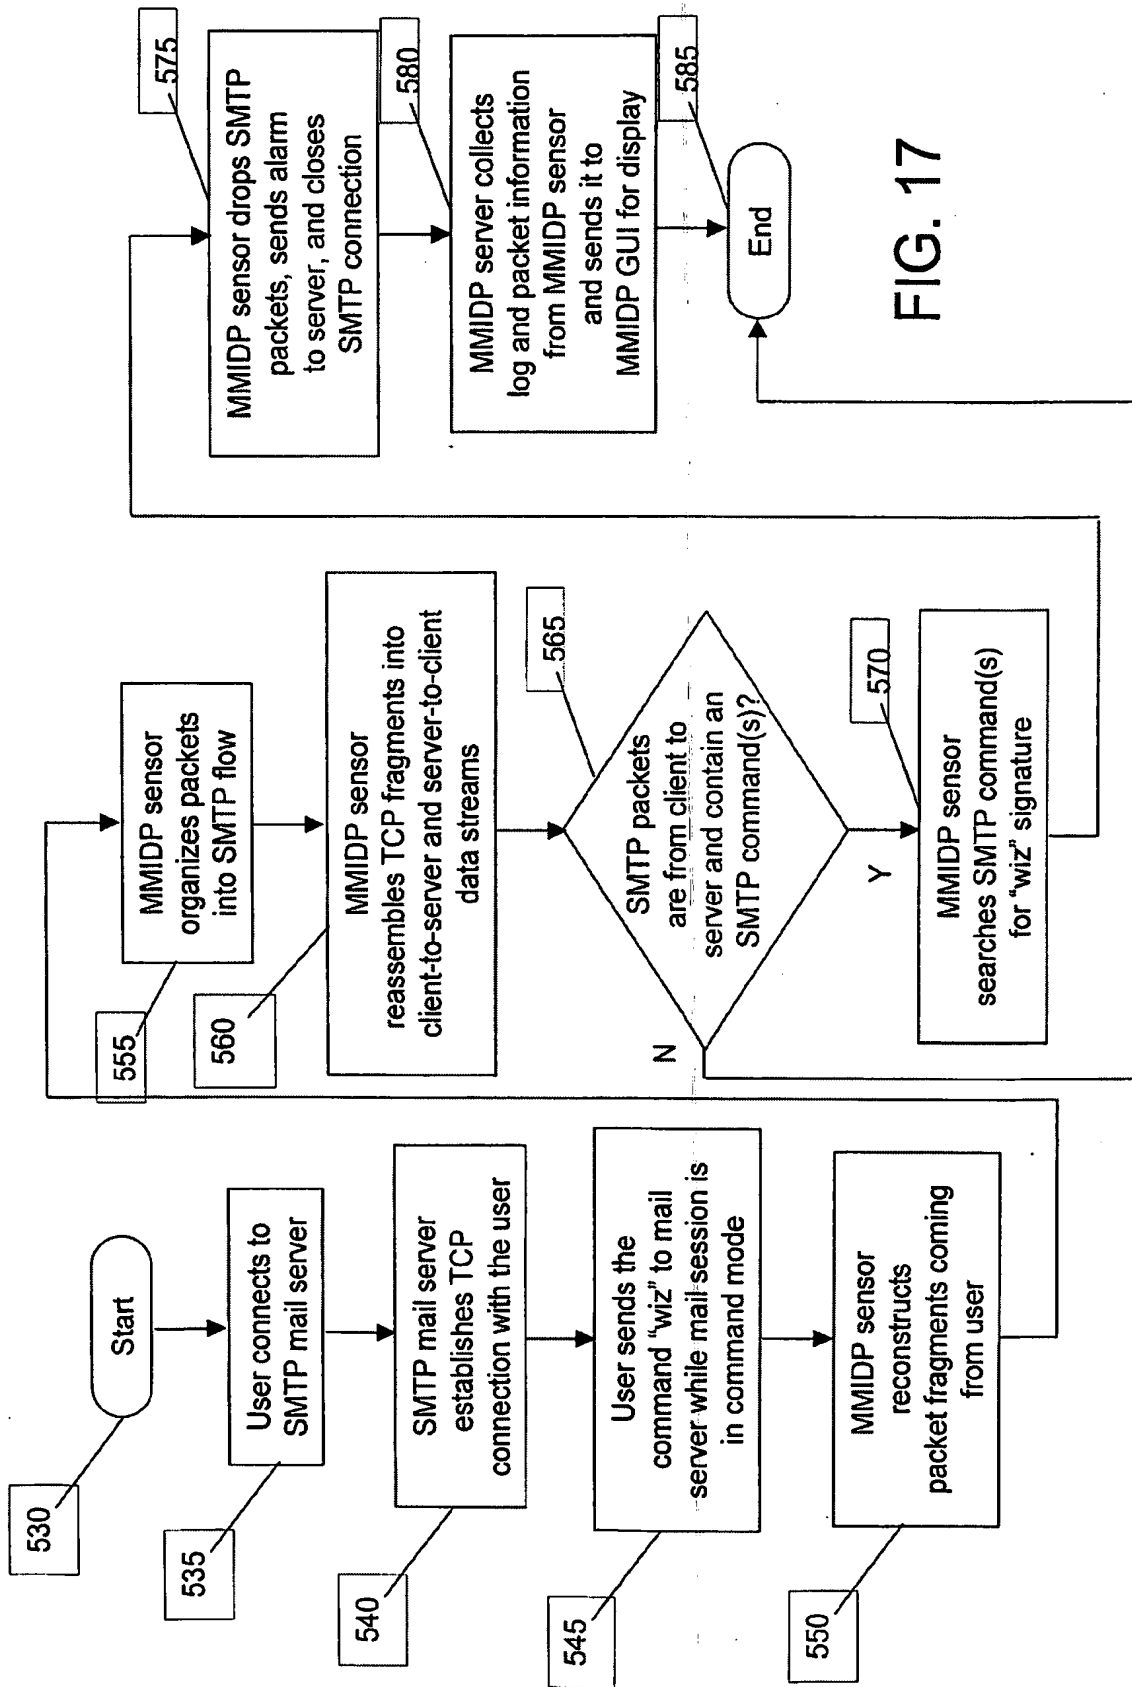 530
Start
535
User connects to
SMTP mail server
540
SMTP mail server
establishes TCP
connection with the user
545
User sends the
command "wiz" to mail
server while mail session is
in command mode
550
MMIDP sensor
reconstructs
packet fragments coming
from user
555
MMIDP sensor
organizes packets
into SMTP flow
560
MMIDP sensor
reassembles TCP fragments into
client-to-server and server-to-client
data streams
565
SMTP packets
are from client to
server and contain an
SMTP command(s)?
N
Y
570
MMIDP sensor
searches SMTP command(s)
for "wiz" signature
575
MMIDP sensor drops SMTP
packets, sends alarm
to server, and closes
SMTP connection
580
MMIDP server collects
log and packet information
from MMIDP sensor
and sends it to
MMIDP GUI for display
585
End
FIG. 17